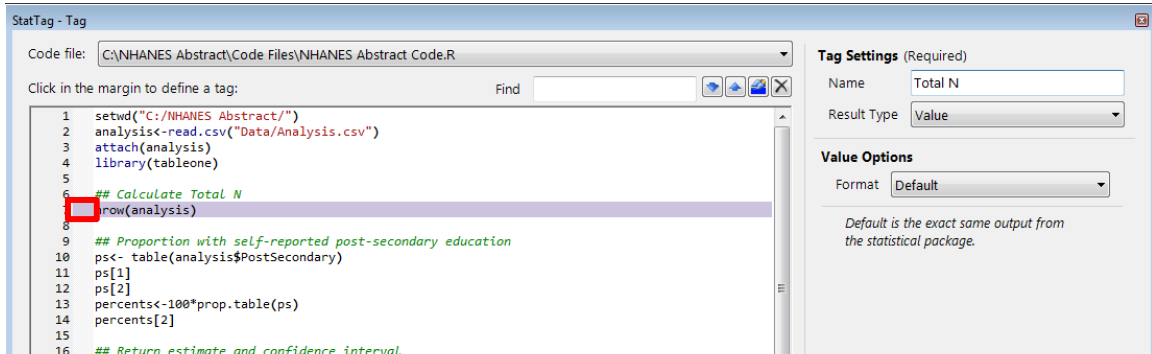 StatTag - Tag
Code file: C:\NHANES Abstract\Code Files\NHANES Abstract Code.R
Click in the margin to define a tag: Find
1 setwd("C:/NHANES Abstract/")
2 analysis<-read.csv("Data/Analysis.csv")
3 attach(analysis)
4 library(tableone)
5
6 ## Calculate Total N
7 nrow(analysis)
8
9 ## Proportion with self-reported post-secondary education
10 ps<- table(analysis$PostSecondary)
11 ps[1]
12 ps[2]
13 percents<-100*prop.table(ps)
14 percents[2]
15
16 ## Return estimate and confidence interval
Tag Settings (Required)
Name Total N
Result Type Value
Value Options
Format Default
Default is the exact same output from
the statistical package.